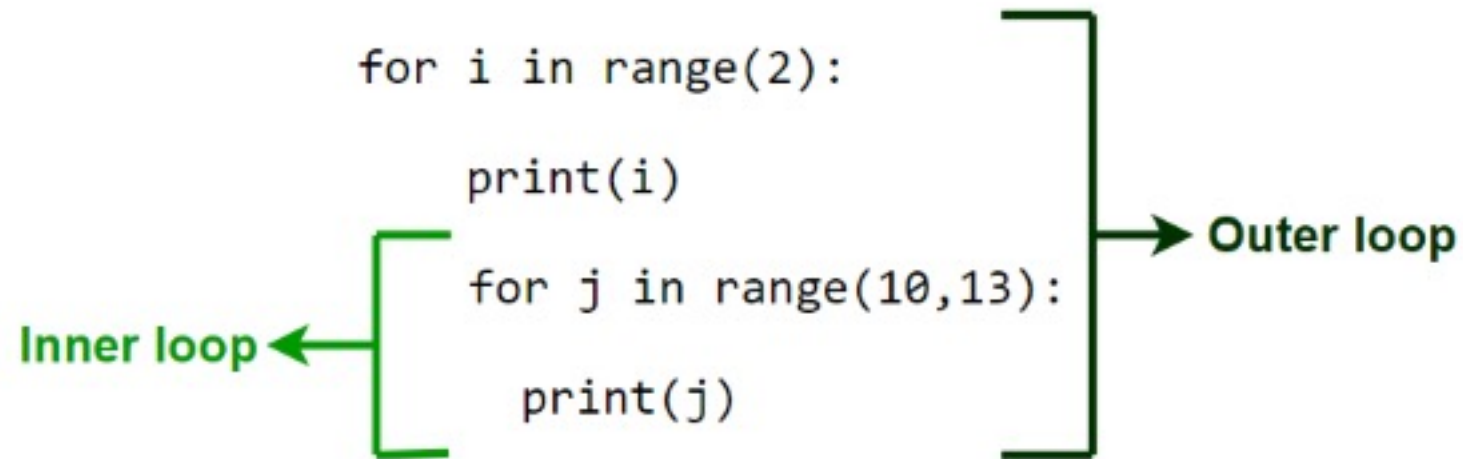 for i in range(2):
print(i)
Outer loop
for j in range(10,13):
Inner loop
print(j)